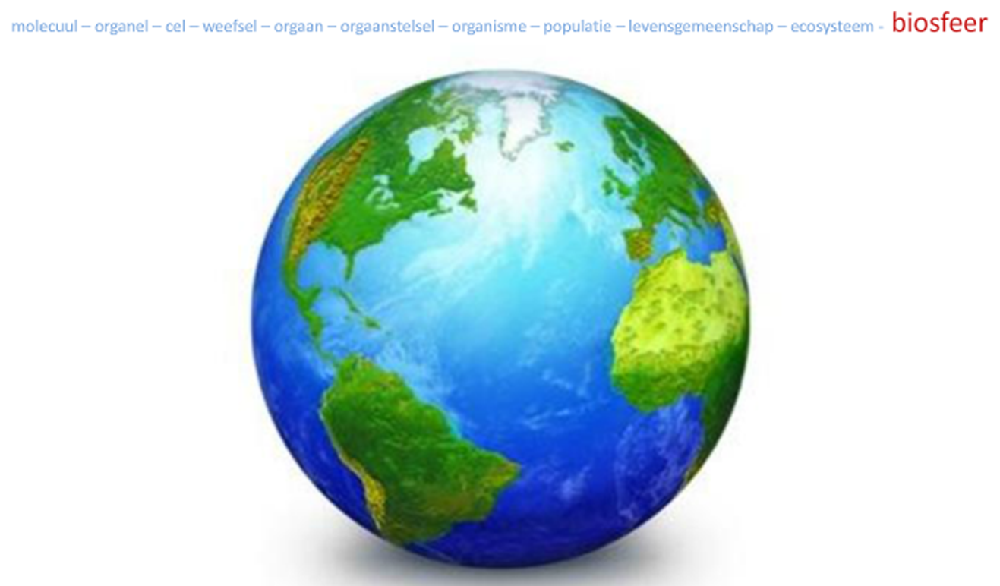 molecuul – organel – cel – weefsel – orgaan – orgaanstelsel – organisme – populatie – levensgemeenschap – ecosysteem - biosfeer